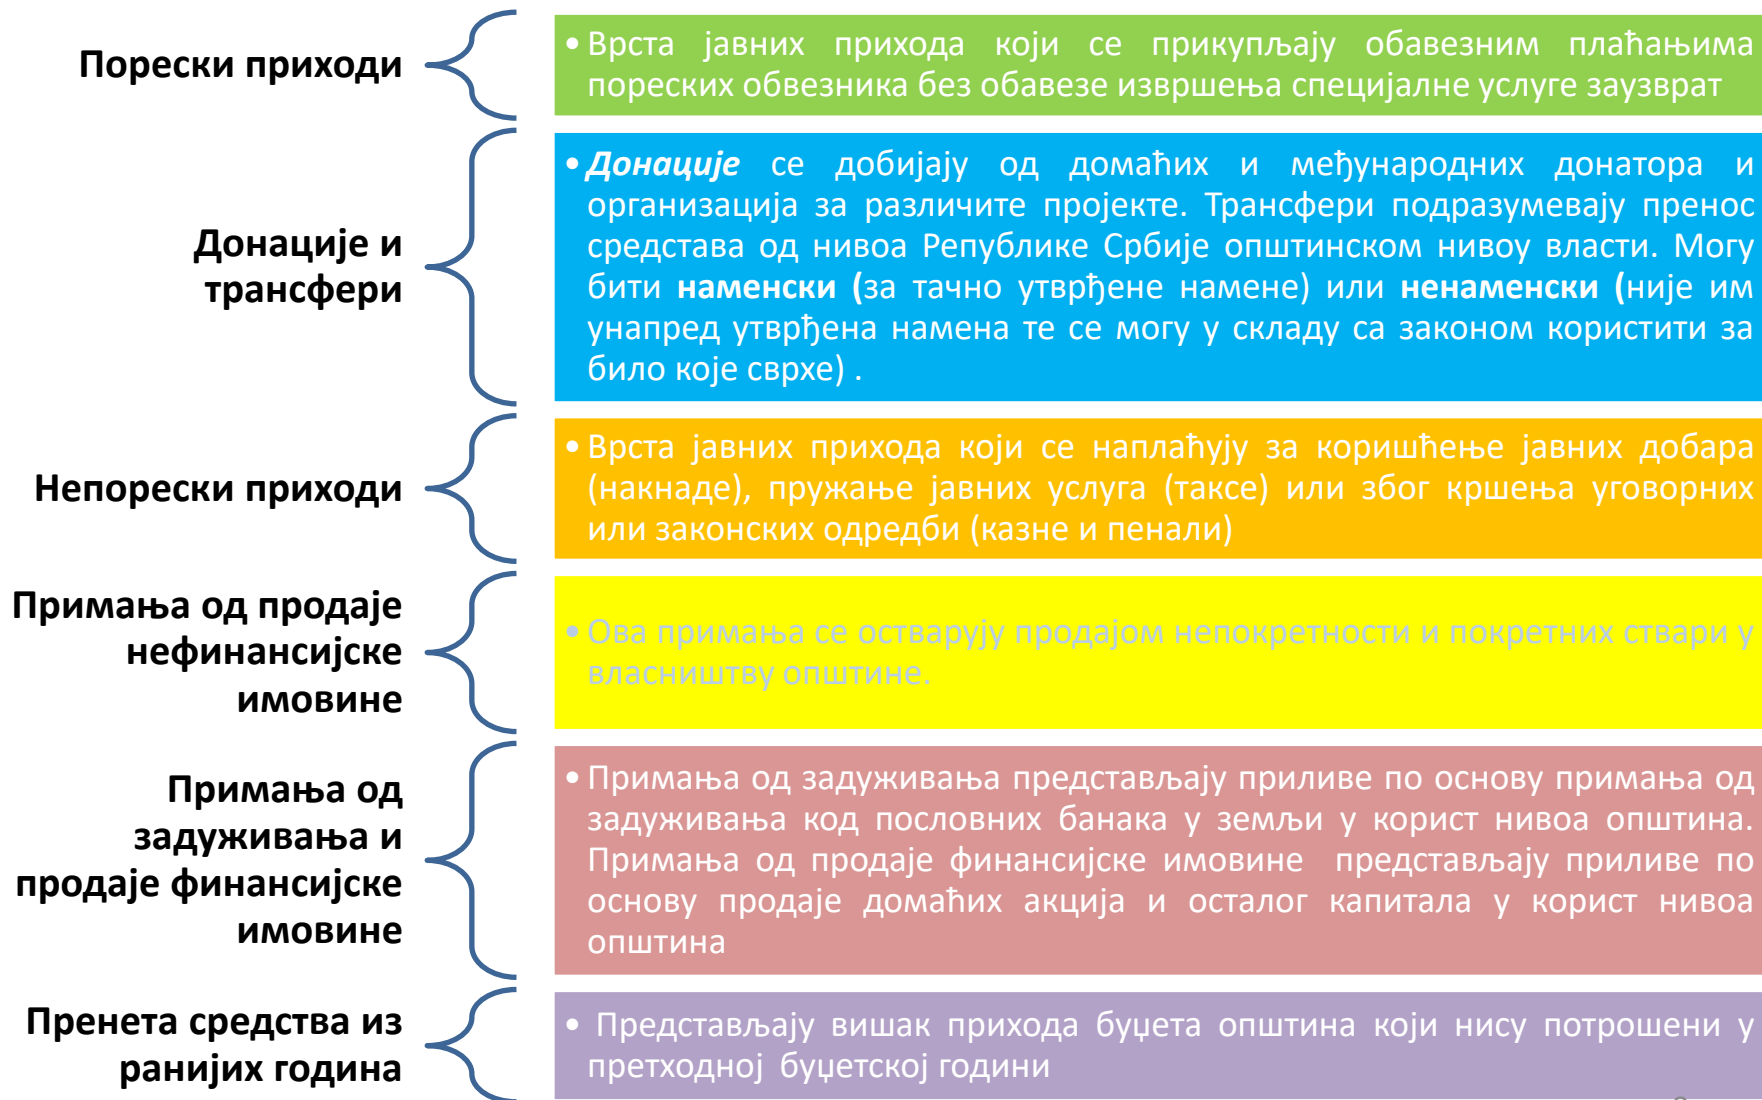 Порески приходи
• Врста јавних прихода који се прикупљају обавезним плаћањима
пореских обвезника без обавезе извршења специјалне услуге заузврат
Донације и
трансфери
• Донације се добијају од домаћих и међународних донатора и
организација за различите пројекте. Трансфери подразумевају пренос
средстава од нивоа Републике Србије општинском нивоу власти. Могу
бити наменски (за тачно утврђене намене) или ненаменски (није им
унапред утврђена намена те се могу у складу са законом користити за
било које сврхе) .
Непорески приходи
• Врста јавних прихода који се наплаћују за коришћење јавних добара
(накнаде), пружање јавних услуга (таксе) или због кршења уговорних
или законских одредби (казне и пенали)
Примања од продаје
нефинансијске
имовине
• Ова примања се остварују продајом непокретности и покретних ствари у
власништву општине.
Примања од
задуживања и
продаје финансијске
имовине
• Примања од задуживања представљају приливе по основу примања од
задуживања код пословних банака у земљи у корист нивоа општина.
Примања од продаје финансијске имовине представљају приливе по
основу продаје домаћих акција и осталог капитала у корист нивоа
општина
Пренета средства из
ранијих година
• Представљају вишак прихода буџета општина који нису потрошени у
претходној буџетској години